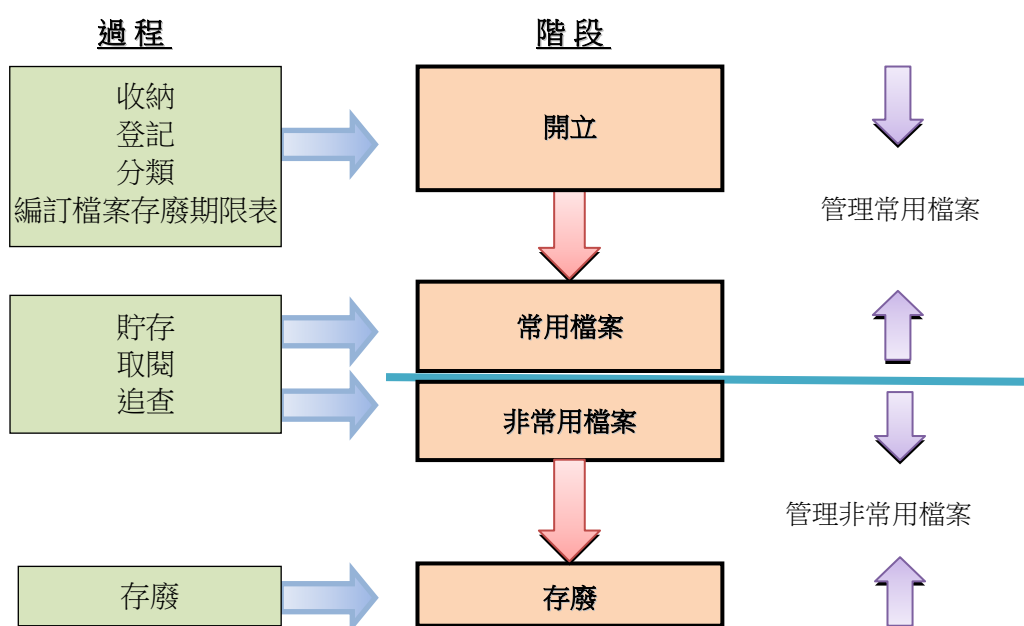 過程
階段
收納
登記
分類
編訂檔案存廢期限表
開立
管理常用檔案
貯存
取閱
追查
常用檔案
非常用檔案
管理非常用檔案
存廢
存廢